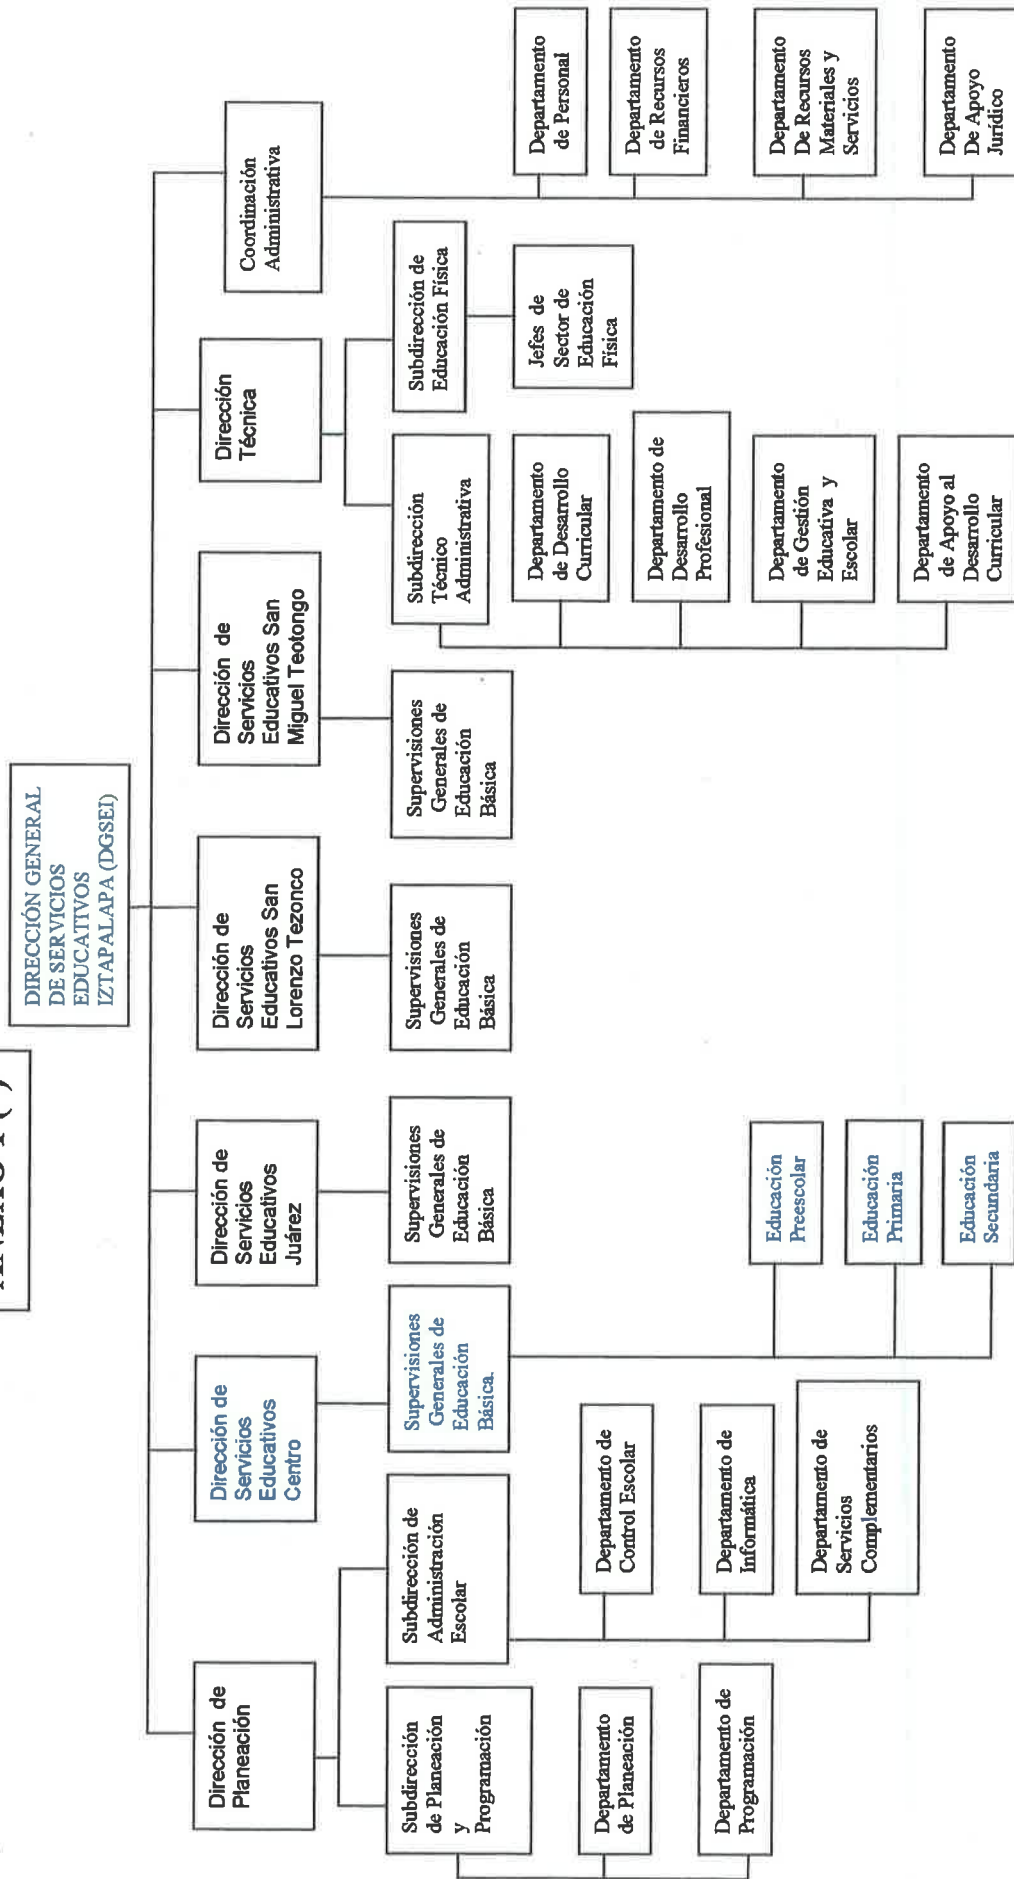 DIRECCIÓN GENERAL
DE SERVICIOS
EDUCATIVOS
IZTAPALAPA (DGSEI)
Dirección de
Planeación
Dirección de
Servicios
Educativos
Centro
Dirección de
Servicios
Educativos
Juárez
Dirección de
Servicios
Educativos San
Lorenzo Tezonco
Dirección de
Servicios
Educativos San
Miguel Teotongo
Dirección
Técnica
Coordinación
Administrativa
Subdirección
de Planeación
y
Programación
Subdirección de
Administración
Escolar
Supervisiones
Generales de
Educación
Básica.
Supervisiones
Generales de
Educación
Básica
Supervisiones
Generales de
Educación
Básica
Supervisiones
Generales de
Educación
Básica
Subdirección
Técnico
Administrativa
Subdirección de
Educación Física
Departamento
de Planeación
Departamento de
Programación
Departamento de
Control Escolar
Departamento de
Informática
Departamento de
Servicios
Complementarios
Educación
Preescolar
Educación
Primaria
Educación
Secundaria
Departamento
de Desarrollo
Curricular
Departamento de
Desarrollo
Profesional
Departamento
de Gestión
Educativa y
Escolar
Departamento
de Apoyo al
Desarrollo
Curricular
Jefes de
Sector de
Educación
Física
Departamento
de Personal
Departamento
de Recursos
Financieros
Departamento
De Recursos
Materiales y
Servicios
Departamento
De Apoyo
Jurídico